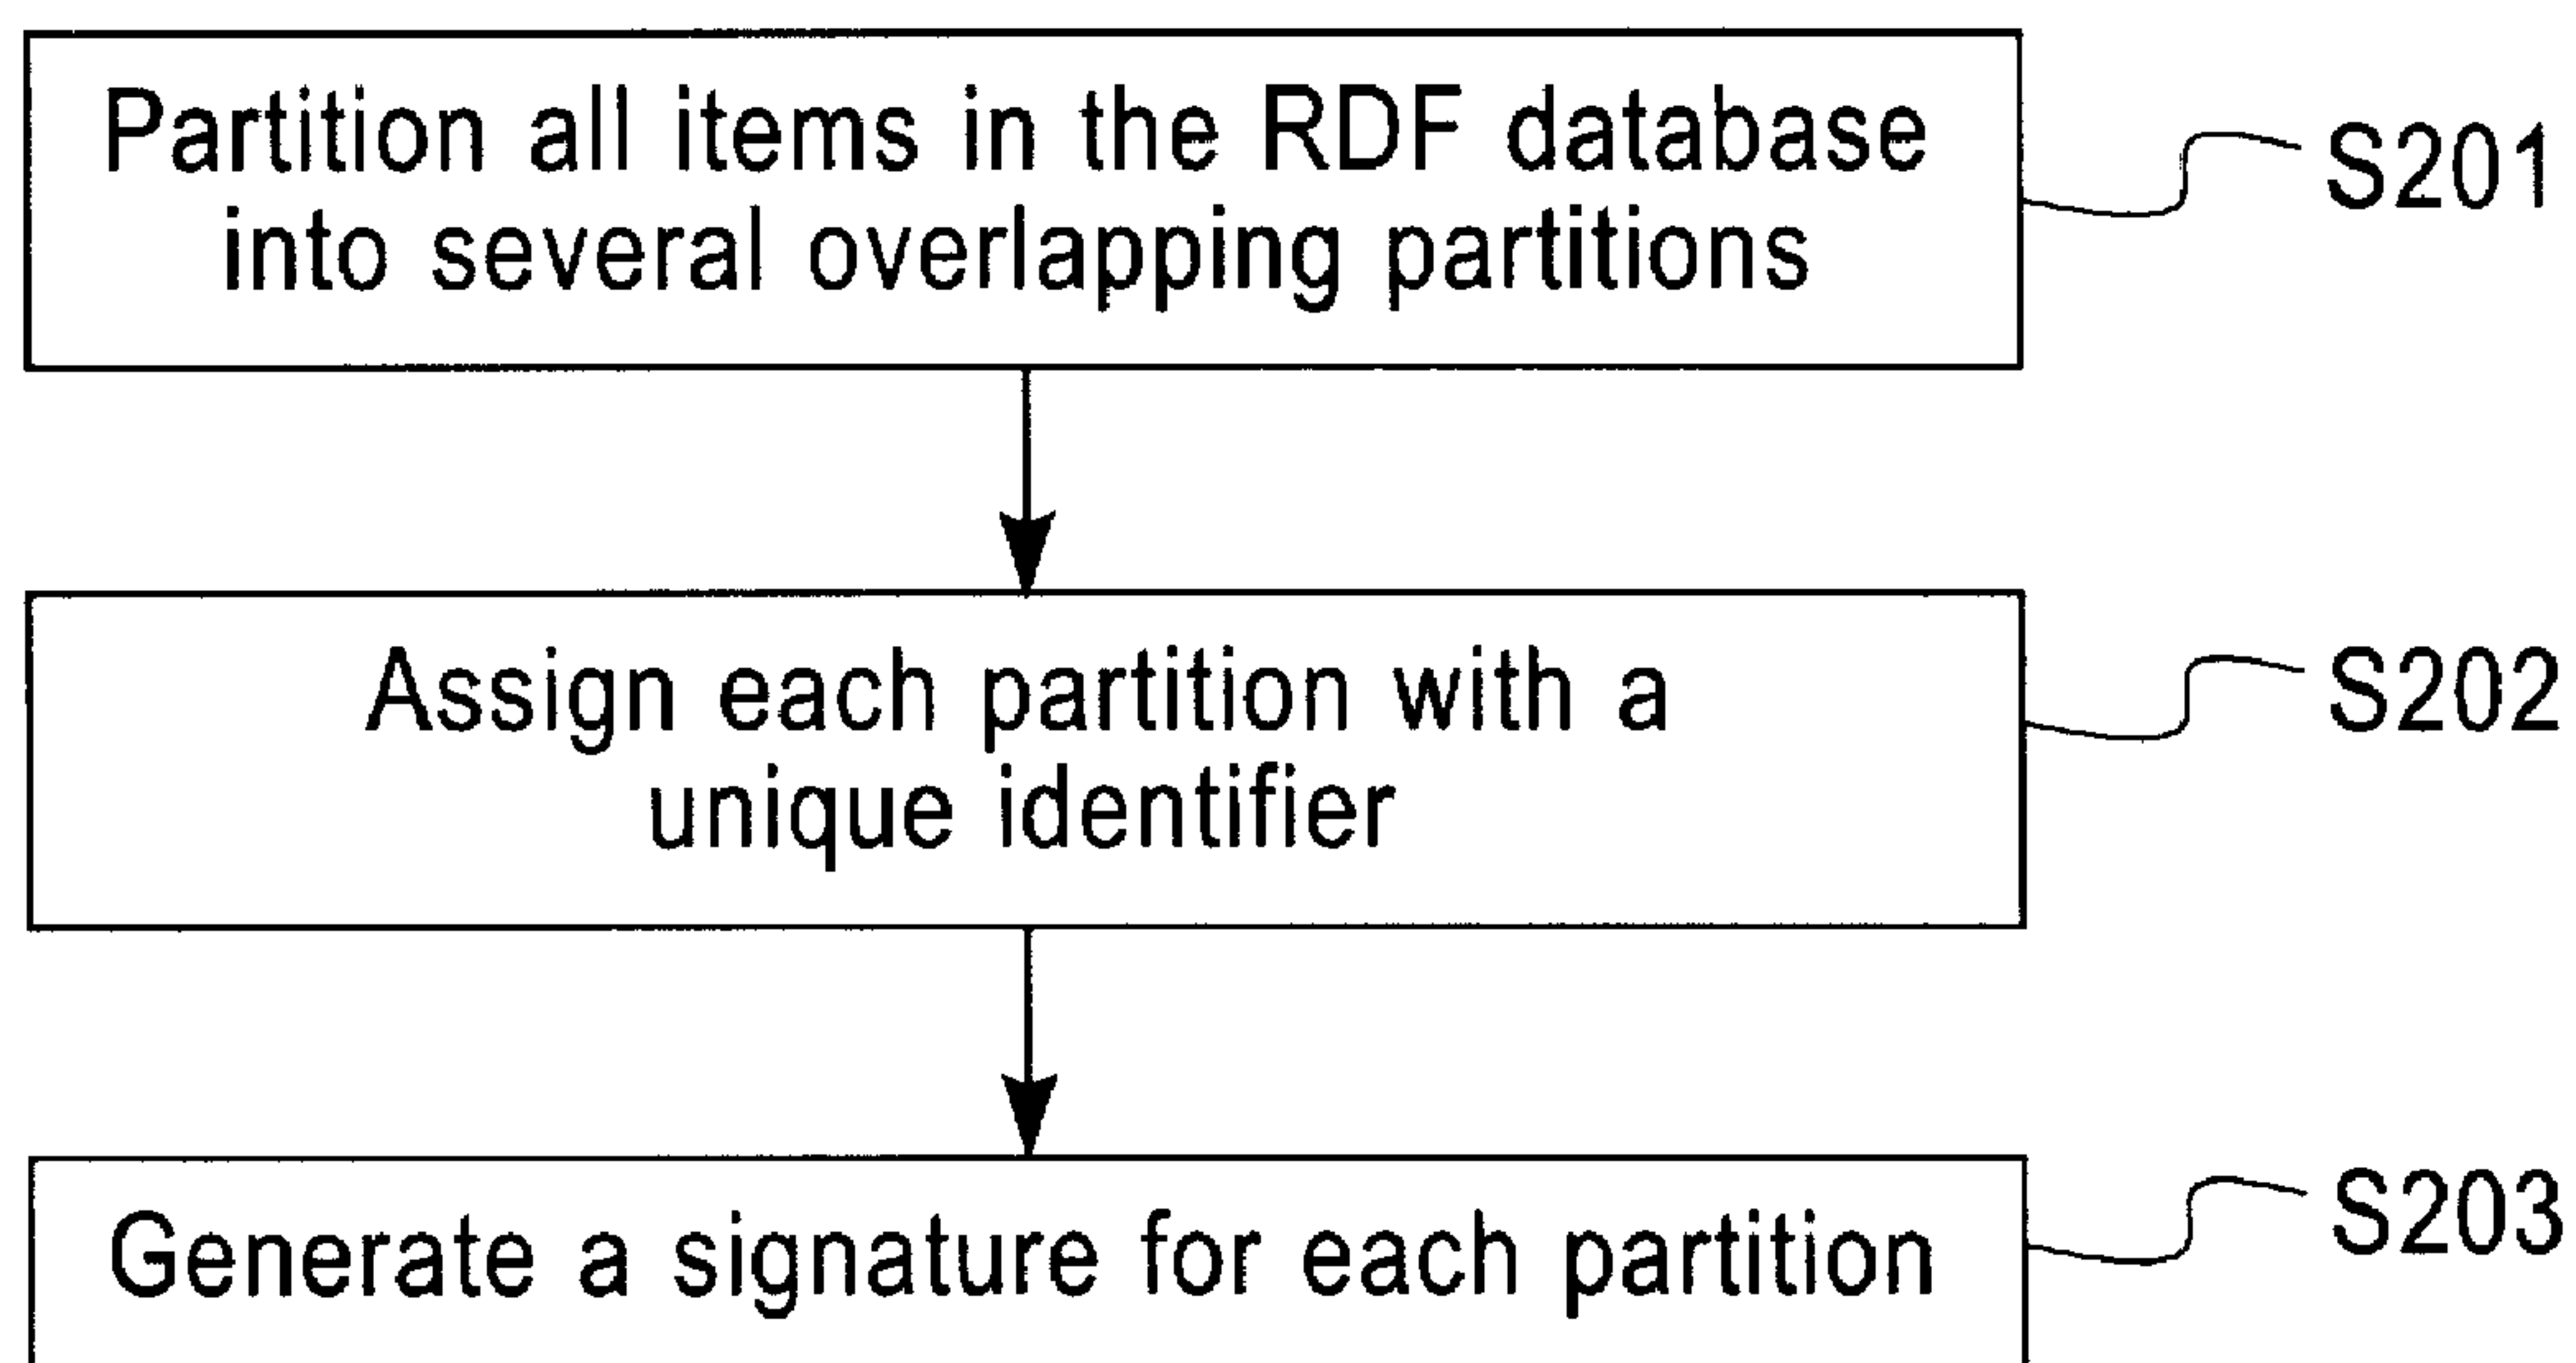 Partition all items in the RDF database
into several overlapping partitions
S201
Assign each partition with a
unique identifier
S202
Generate a signature for each partition
S203